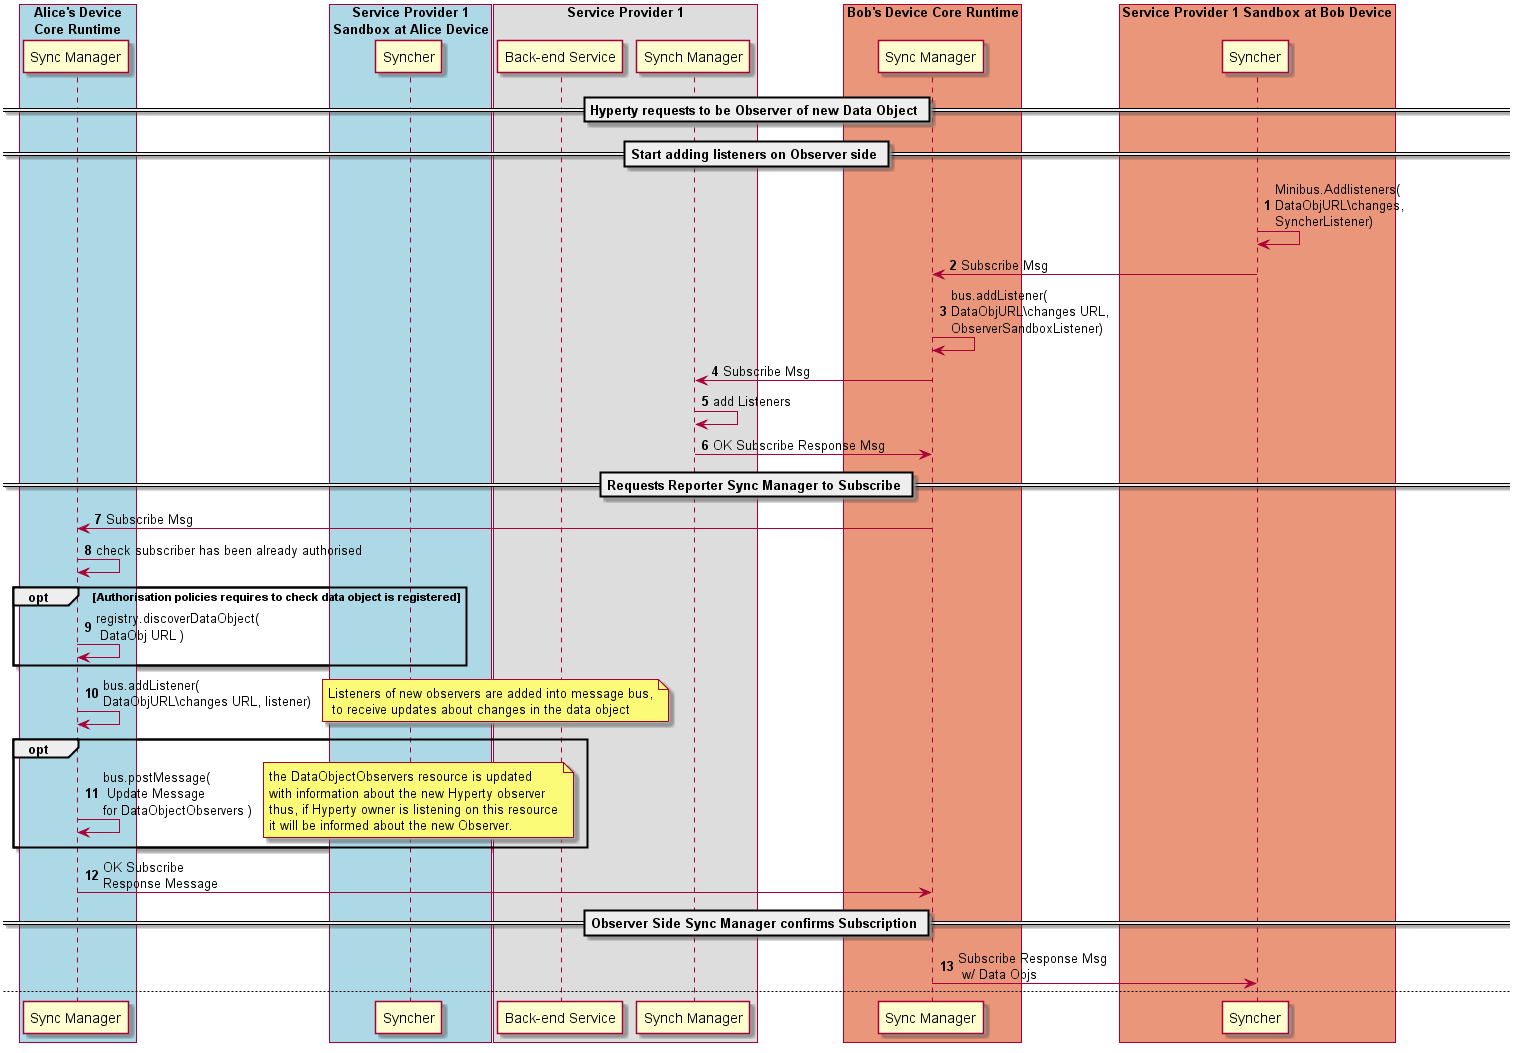 Alice's Device
Core Runtime
Service Provider 1
Sandbox at Alice Device
Service Provider 1
Bob's Device Core Runtime
Service Provider 1 Sandbox at Bob Device
Sync Manager
Syncher
Back-end Service
Synch Manager
Sync Manager
Syncher
Hyperty requests to be Observer of new Data Object
Start adding listeners on Observer side
1 Minibus.Addlisteners(
DataObjURL\changes,
SyncherListener)
2 Subscribe Msg
3 bus.addListener(
DataObjURL\changes URL,
ObserverSandboxListener)
4 Subscribe Msg
5 add Listeners
6 OK Subscribe Response Msg
Requests Reporter Sync Manager to Subscribe
7 Subscribe Msg
8 check subscriber has been already authorised
opt [Authorisation policies requires to check data object is registered]
9 registry.discoverDataObject(
DataObj URL )
10 bus.addListener(
DataObjURL\changes URL, listener)
Listeners of new observers are added into message bus,
to receive updates about changes in the data object
opt
11 bus.postMessage(
Update Message
for DataObjectObservers )
the DataObjectObservers resource is updated
with information about the new Hyperty observer
thus, if Hyperty owner is listening on this resource
it will be informed about the new Observer.
12 OK Subscribe
Response Message
Observer Side Sync Manager confirms Subscription
13 Subscribe Response Msg
w/ Data Objs
Sync Manager
Syncher
Back-end Service
Synch Manager
Sync Manager
Syncher